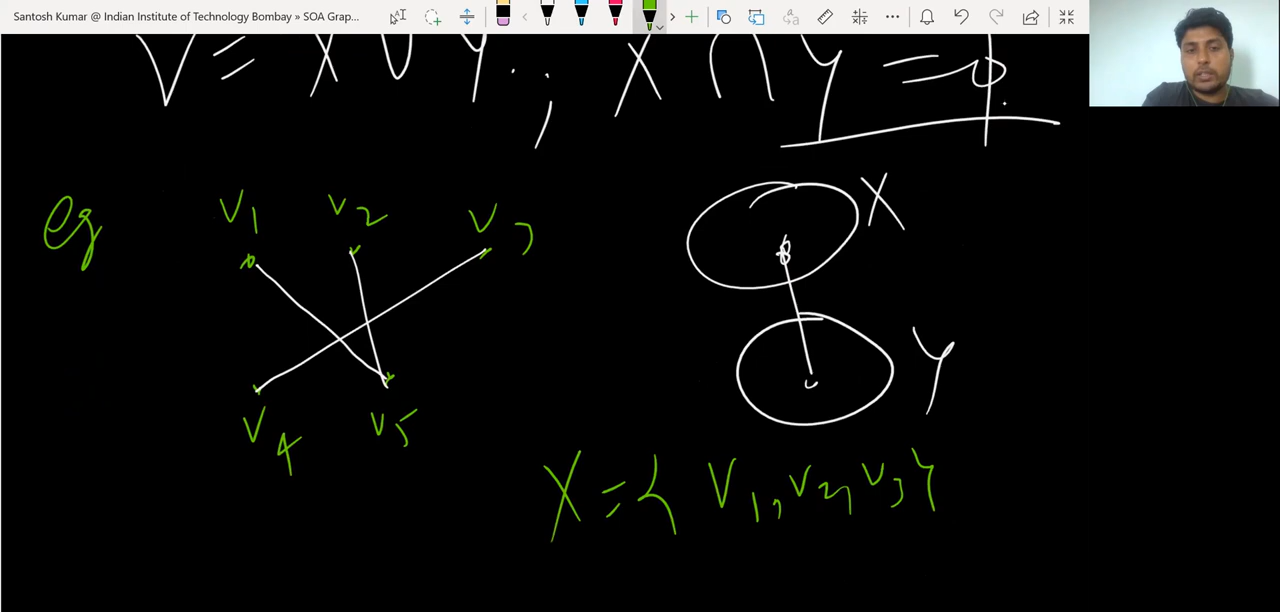 Santosh Kumar @ Indian Institute of Technology Bombay » SOA Grap...
V = X U Y . ; X ∩ Y = φ.
eg
V1 V2 V3
X
V4 V5
Y
X = { V1, V2, V3 }